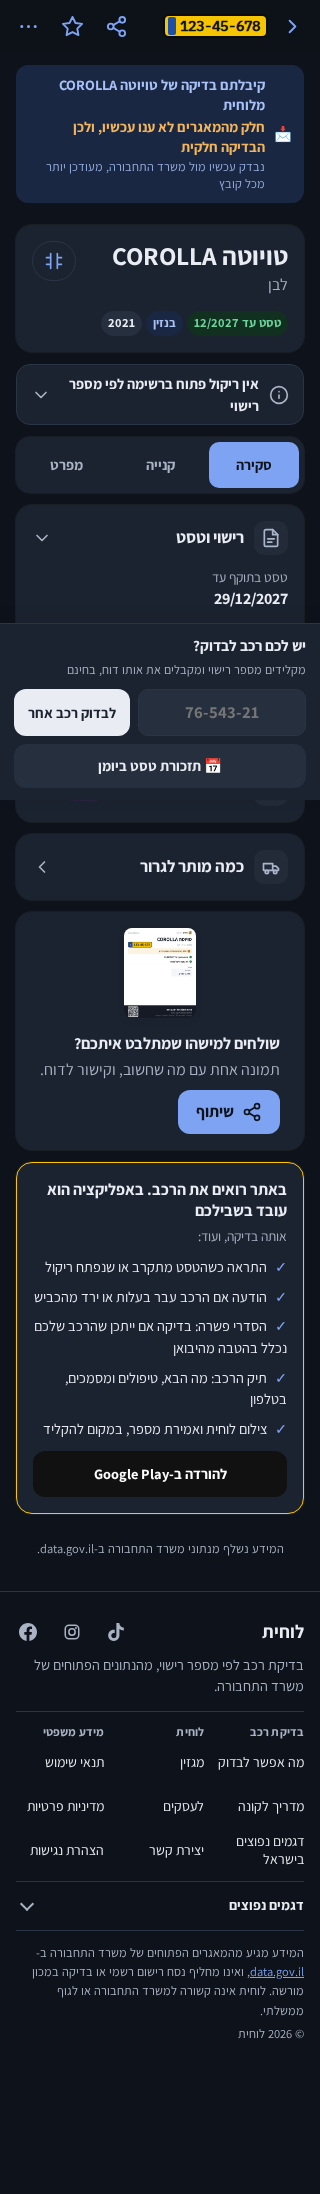 123-45-678
קיבלתם בדיקה של טויוטה COROLLA
מלוחית
חלק מהמאגרים לא ענו עכשיו, ולכן
הבדיקה חלקית
נבדק עכשיו מול משרד התחבורה, מעודכן יותר
מכל קובץ
טויוטה COROLLA
לבן
טסט עד 12/2027
בנזין
2021
אין ריקול פתוח ברשימה לפי מספר
רישוי
סקירה
קנייה
מפרט
רישוי וטסט
טסט בתוקף עד
29/12/2027
יש לכם רכב לבדוק?
מקלידים מספר רישוי ומקבלים את אותו דוח, בחינם
76-543-21
לבדוק רכב אחר
תזכורת טסט ביומן
כמה מותר לגרור
שולחים למישהו שמתלבט איתכם?
תמונה אחת עם מה שחשוב, וקישור לדוח.
שיתוף
באתר רואים את הרכב. באפליקציה הוא
עובד בשבילכם
אותה בדיקה, ועוד:
✓ התראה כשהטסט מתקרב או שנפתח ריקול
✓ הודעה אם הרכב עבר בעלות או ירד מהכביש
✓ הסדרי פשרה: בדיקה אם ייתכן שהרכב שלכם
נכלל בהטבה מהיבואן
✓ תיק הרכב: מה הבא, טיפולים ומסמכים,
בטלפון
✓ צילום לוחית ואמירת מספר, במקום להקליד
להורדה ב-Google Play
המידע נשלף מנתוני משרד התחבורה ב-data.gov.il.
לוחית
בדיקת רכב לפי מספר רישוי, מהנתונים הפתוחים של
משרד התחבורה.
בדיקת רכב
לוחית
מידע משפטי
מה אפשר לבדוק
מגזין
תנאי שימוש
מדריך לקונה
לעסקים
מדיניות פרטיות
דגמים נפוצים
בישראל
יצירת קשר
הצהרת נגישות
דגמים נפוצים
המידע מגיע מהמאגרים הפתוחים של משרד התחבורה ב-
data.gov.il, ואינו מחליף נסח רישום רשמי או בדיקה במכון
מורשה. לוחית אינה קשורה למשרד התחבורה או לגוף
ממשלתי.
© 2026 לוחית